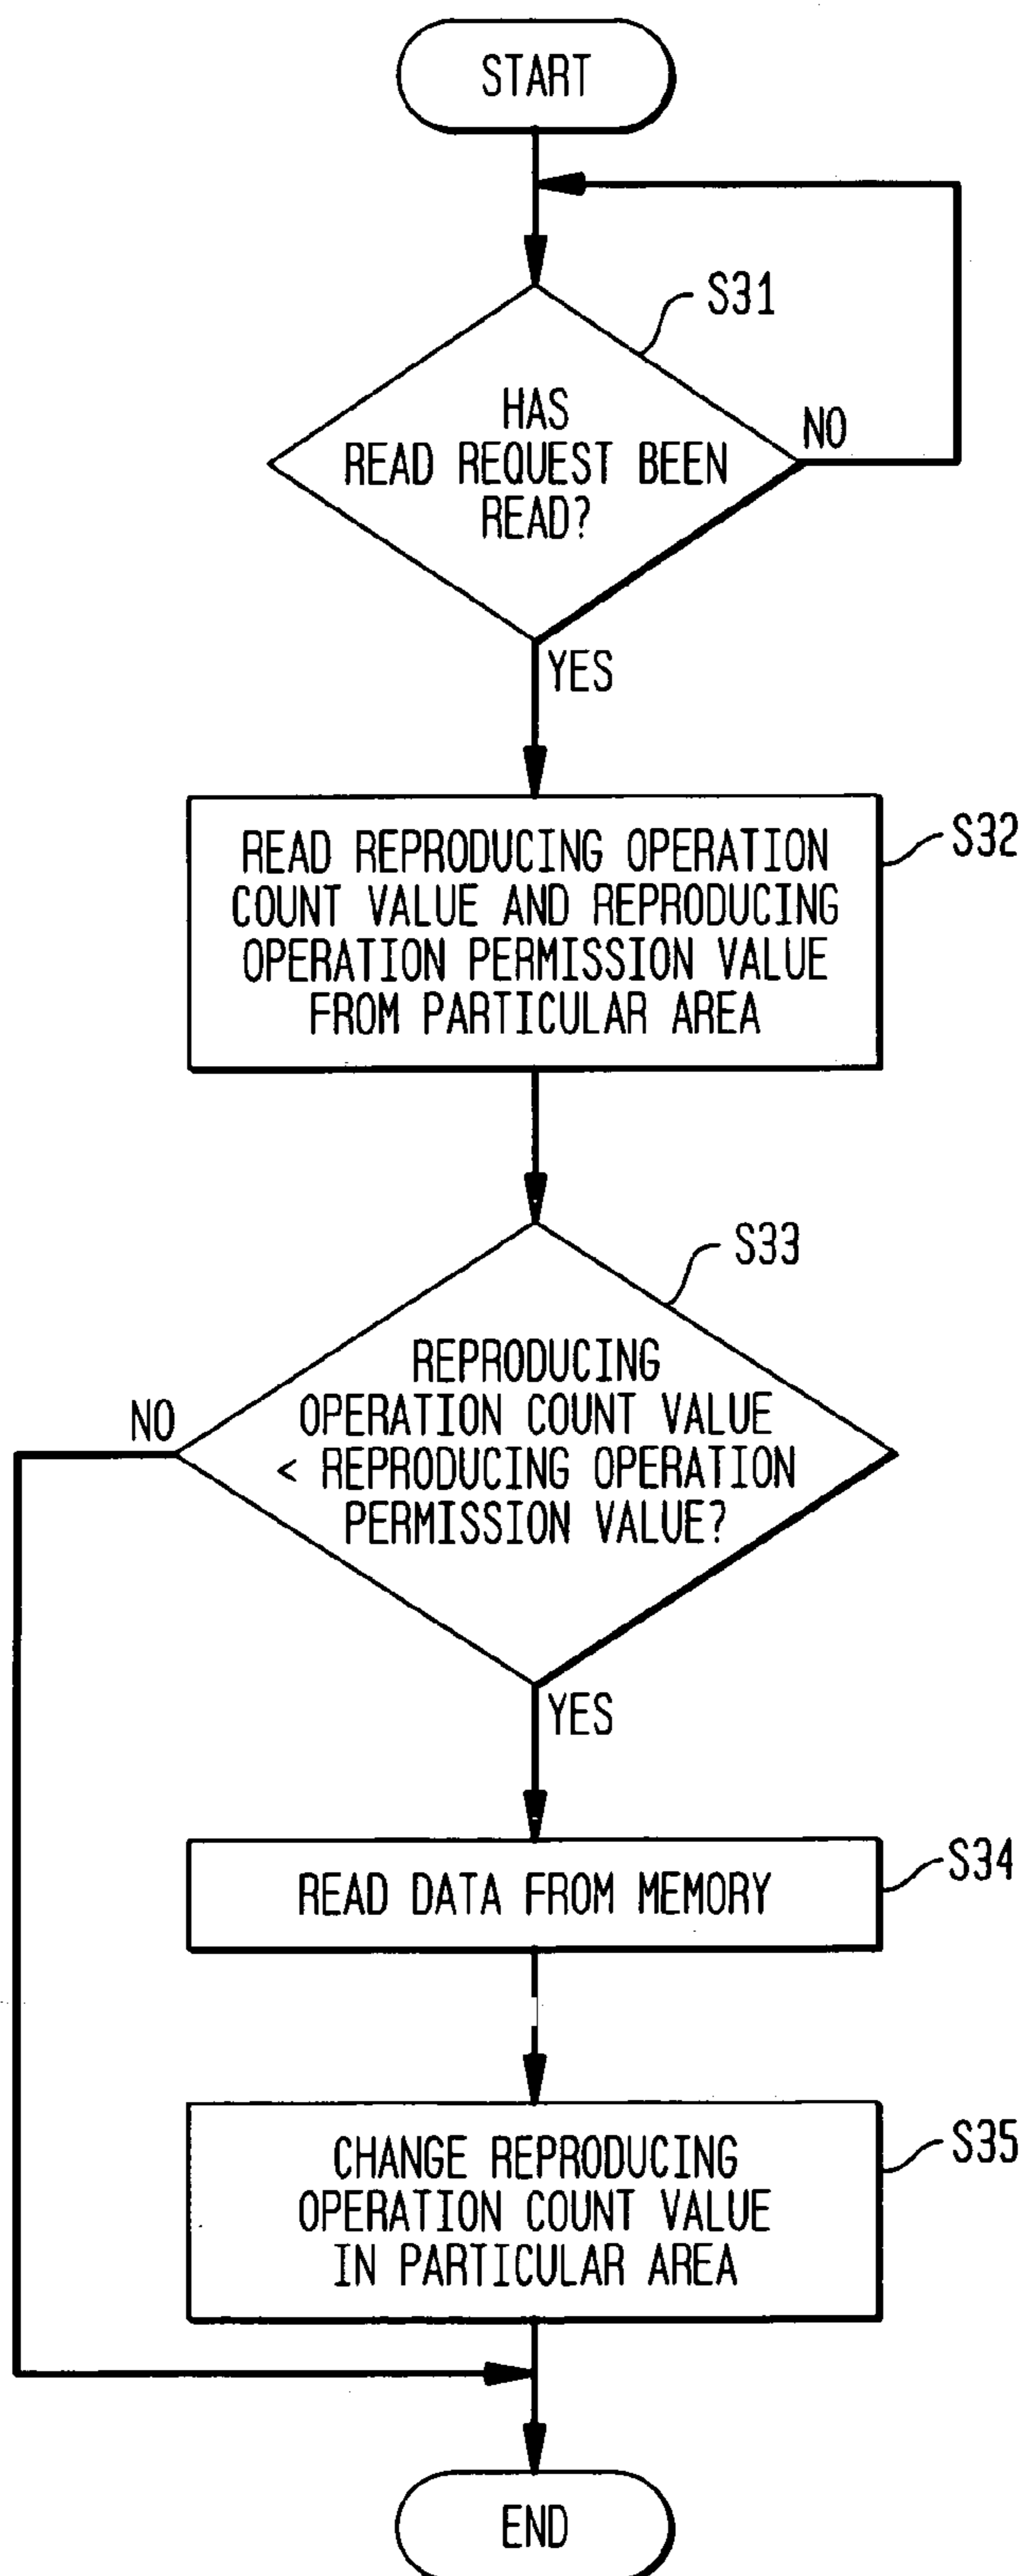 START
S31
HAS
READ REQUEST BEEN
READ?
NO
YES
S32
READ REPRODUCING OPERATION
COUNT VALUE AND REPRODUCING
OPERATION PERMISSION VALUE
FROM PARTICULAR AREA
S33
REPRODUCING
OPERATION COUNT VALUE
< REPRODUCING OPERATION
PERMISSION VALUE?
NO
YES
S34
READ DATA FROM MEMORY
S35
CHANGE REPRODUCING
OPERATION COUNT VALUE
IN PARTICULAR AREA
END